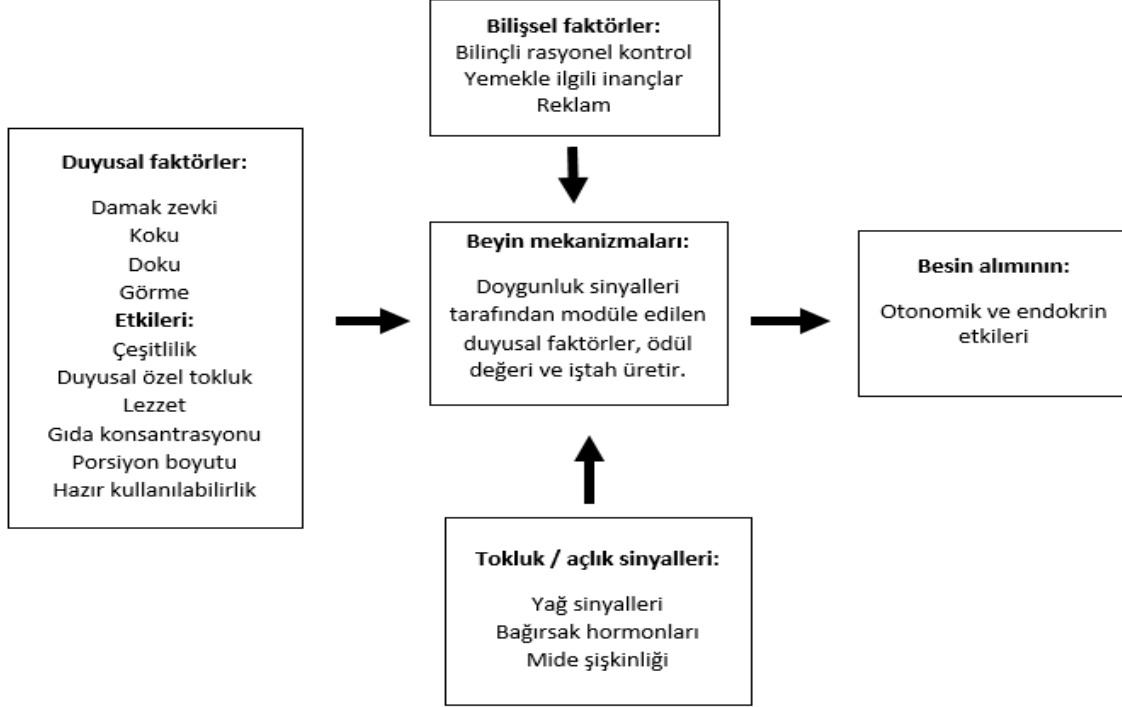 Bilişsel faktörler:
Bilinçli rasyonel kontrol
Yemekle ilgili inançlar
Reklam
Duyusal faktörler:
Damak zevki
Koku
Doku
Görme
Etkileri:
Çeşitlilik
Duyusal özel tokluk
Lezzet
Gıda konsantrasyonu
Porsiyon boyutu
Hazır kullanılabilirlik
Beyin mekanizmaları:
Doygunluk sinyalleri
tarafından modüle edilen
duyusal faktörler, ödül
değeri ve iştah üretir.
Besin alımının:
Otonomik ve endokrin
etkileri
Tokluk / açlık sinyalleri:
Yağ sinyalleri
Bağırsak hormonları
Mide şişkinliği